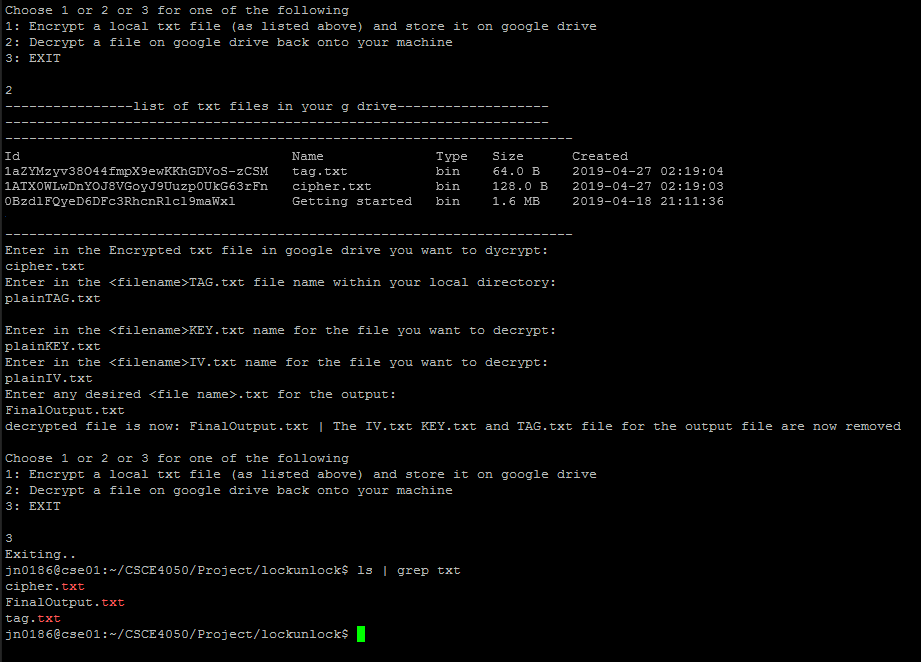 Choose 1 or 2 or 3 for one of the following
1: Encrypt a local txt file (as listed above) and store it on google drive
2: Decrypt a file on google drive back onto your machine
3: EXIT
2
----------------list of txt files in your g drive-------------------
--------------------------------------------------------------------
-----------------------------------------------------------------------
Id                                  Name              Type   Size      Created
1aZYMzyv38O44fmpX9ewKKhGDVoS-zCSM   tag.txt           bin    64.0 B    2019-04-27 02:19:04
1ATX0WLwDnYOJ8VGoyJ9Uuzp0UkG63rFn   cipher.txt        bin    128.0 B   2019-04-27 02:19:03
0BzdlFQyeD6DFc3RhcnRlcl9maWxl       Getting started   bin    1.6 MB    2019-04-18 21:11:36
-----------------------------------------------------------------------
Enter in the Encrypted txt file in google drive you want to dycrypt:
cipher.txt
Enter in the <filename>TAG.txt file name within your local directory:
plainTAG.txt
Enter in the <filename>KEY.txt name for the file you want to decrypt:
plainKEY.txt
Enter in the <filename>IV.txt name for the file you want to decrypt:
plainIV.txt
Enter any desired <file name>.txt for the output:
FinalOutput.txt
decrypted file is now: FinalOutput.txt | The IV.txt KEY.txt and TAG.txt file for the output file are now removed
Choose 1 or 2 or 3 for one of the following
1: Encrypt a local txt file (as listed above) and store it on google drive
2: Decrypt a file on google drive back onto your machine
3: EXIT
3
Exiting..
jn0186@cse01:~/CSCE4050/Project/lockunlock$ ls | grep txt
cipher.txt
FinalOutput.txt
tag.txt
jn0186@cse01:~/CSCE4050/Project/lockunlock$